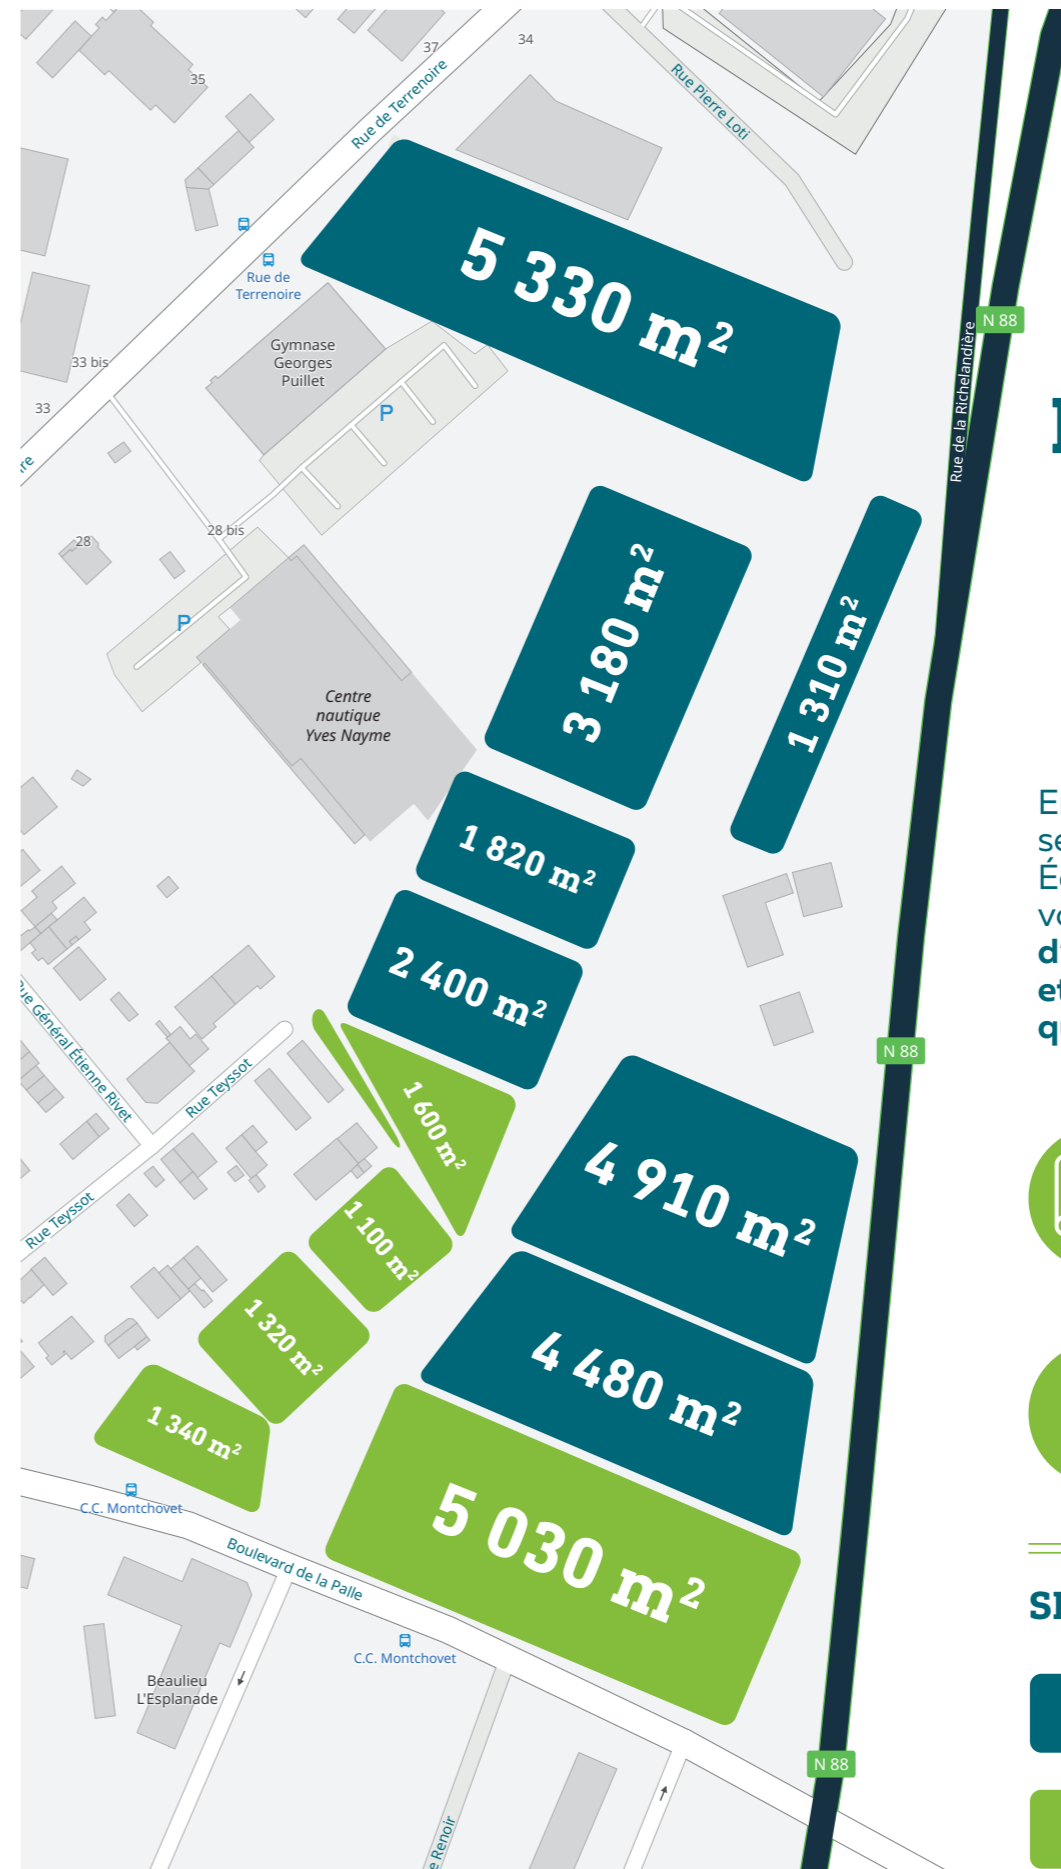 37
34
35
Rue de Terrenoire
Rue Pierre Loti
5 330 m²
Rue de
Terrenoire
N 88
Gymnase
Georges
Puillet
33 bis
33
P
Rue de la Richelandière
28 bis
28
P
3 180 m²
1 310 m²
Centre
nautique
Yves Nayme
1 820 m²
2 400 m²
Rue Général Étienne Rivet
N 88
Rue Teyssot
1 600 m²
4 910 m²
1 100 m²
Rue Teyssot
1 320 m²
4 480 m²
1 340 m²
C.C. Montchovet
5 030 m²
Boulevard de la Palle
C.C. Montchovet
Beaulieu
L'Esplanade
N 88
Renoir